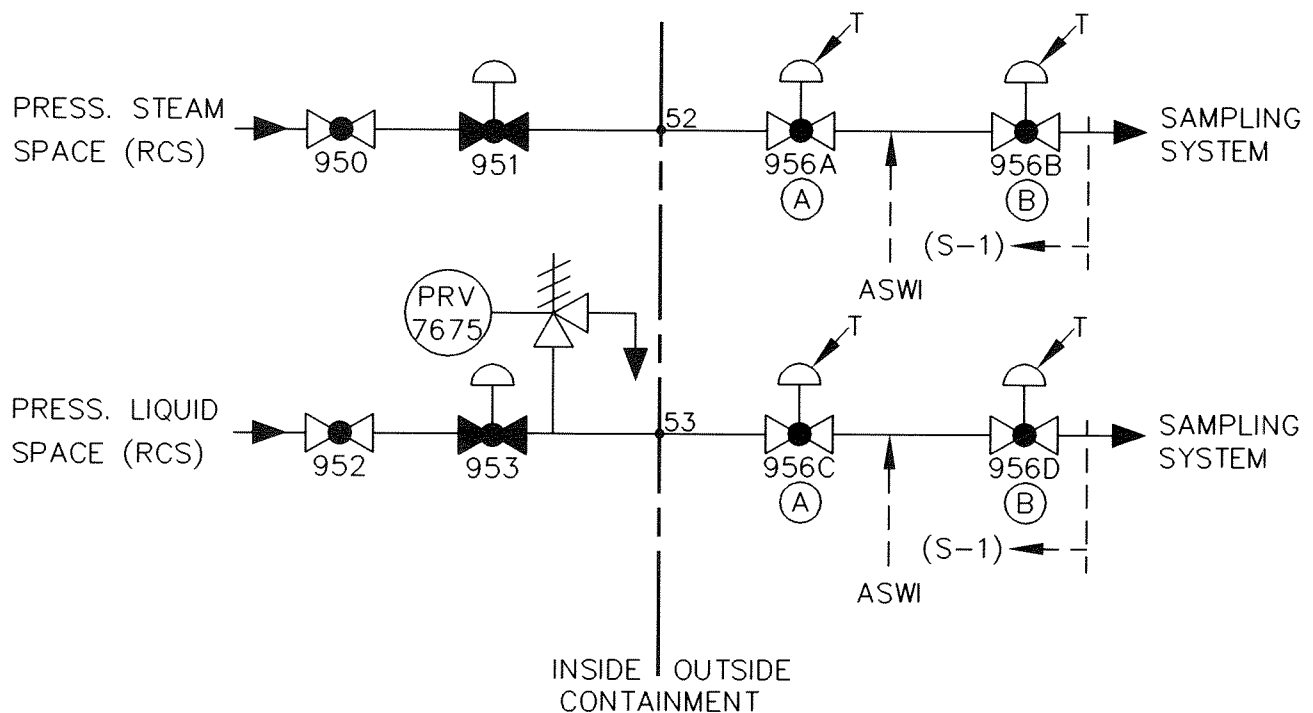 T
T
PRESS. STEAM
SPACE (RCS)
950
951
52
956A
A
956B
B
SAMPLING
SYSTEM
(S-1)
ASWI
PRV
7675
T
T
PRESS. LIQUID
SPACE (RCS)
952
953
53
956C
A
956D
B
SAMPLING
SYSTEM
(S-1)
ASWI
INSIDE OUTSIDE
CONTAINMENT